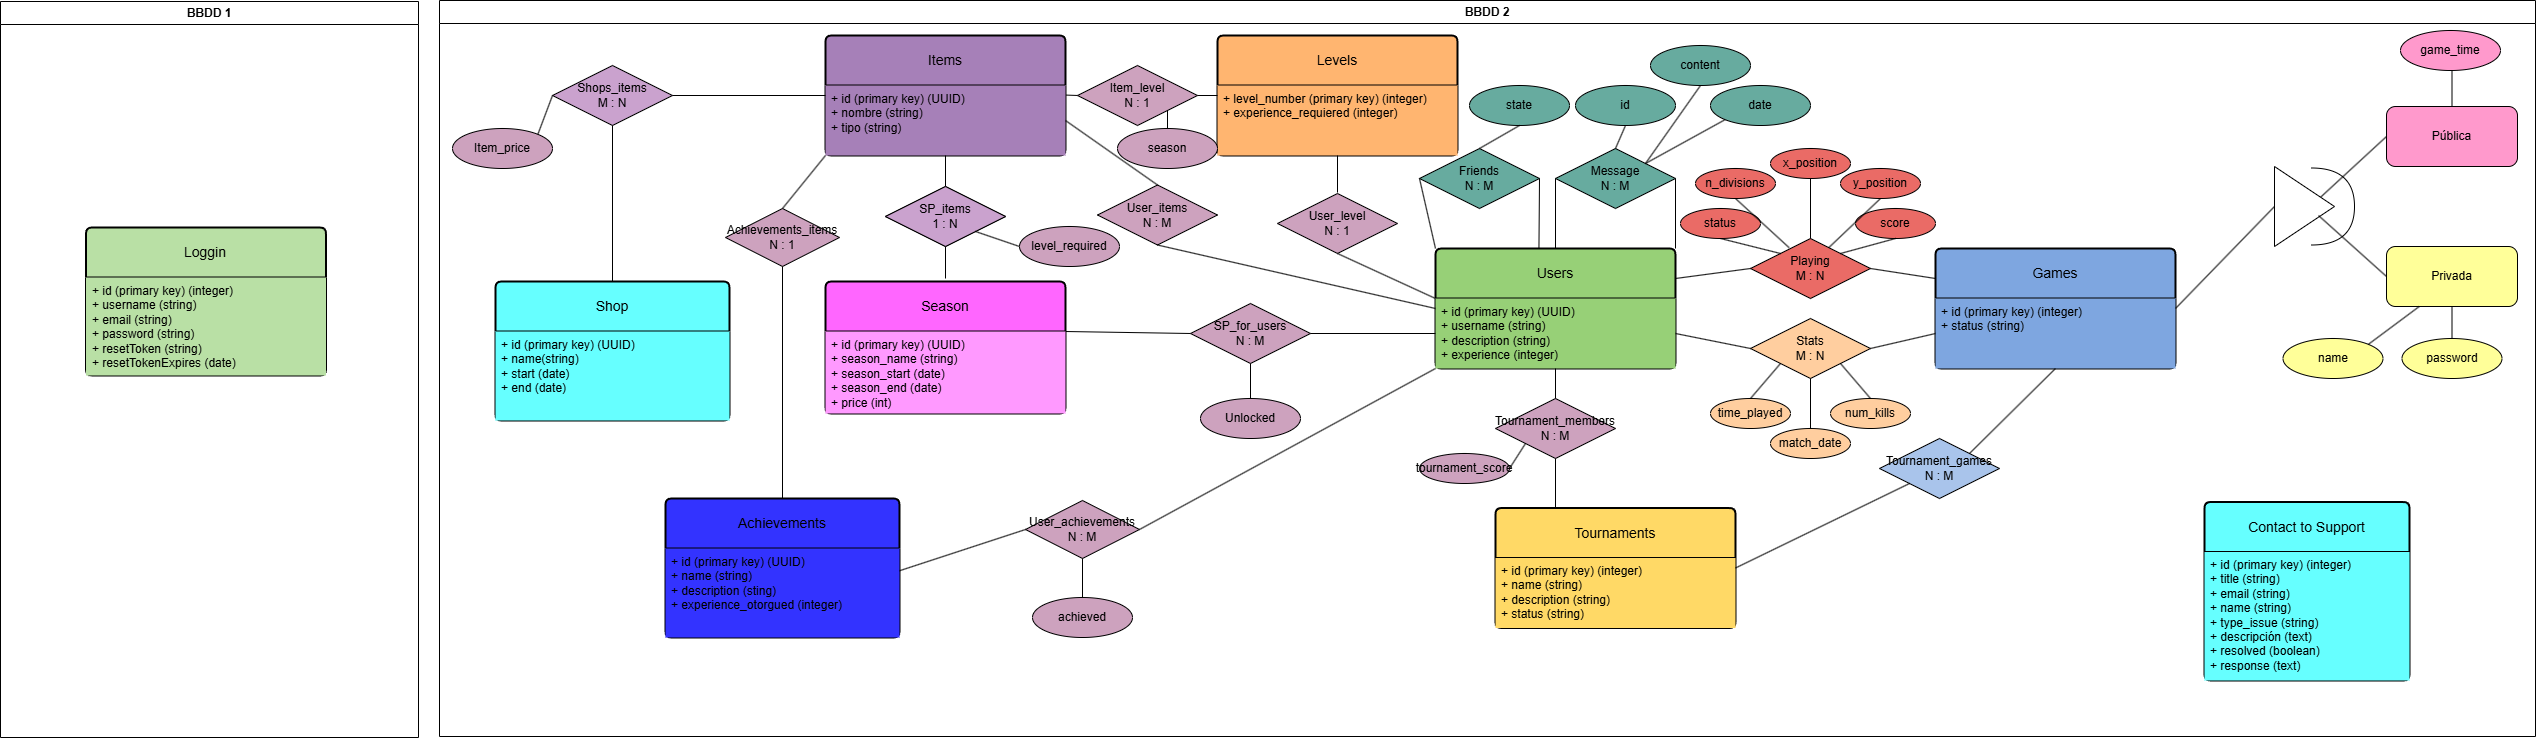 BBDD 1
Loggin
+ id (primary key) (integer)
+ username (string)
+ email (string)
+ password (string)
+ resetToken (string)
+ resetTokenExpires (date)
BBDD 2
Shops_items
M : N
Item_price
Items
+ id (primary key) (UUID)
+ nombre (string)
+ tipo (string)
Item_level
N : 1
season
Levels
+ level_number (primary key) (integer)
+ experience_requiered (integer)
Achievements_items
N : 1
SP_items
1 : N
level_required
User_items
N : M
User_level
N : 1
state
Friends
N : M
id
content
date
Message
N : M
n_divisions
x_position
y_position
status
score
Playing
M : N
game_time
Pública
Privada
name
password
Shop
+ id (primary key) (UUID)
+ name(string)
+ start (date)
+ end (date)
Season
+ id (primary key) (UUID)
+ season_name (string)
+ season_start (date)
+ season_end (date)
+ price (int)
SP_for_users
N : M
Unlocked
Users
+ id (primary key) (UUID)
+ username (string)
+ description (string)
+ experience (integer)
Games
+ id (primary key) (integer)
+ status (string)
Stats
M : N
time_played
num_kills
match_date
Tournament_members
N : M
tournament_score
Tournament_games
N : M
Achievements
+ id (primary key) (UUID)
+ name (string)
+ description (sting)
+ experience_otorgued (integer)
User_achievements
N : M
achieved
Tournaments
+ id (primary key) (integer)
+ name (string)
+ description (string)
+ status (string)
Contact to Support
+ id (primary key) (integer)
+ title (string)
+ email (string)
+ name (string)
+ type_issue (string)
+ descripción (text)
+ resolved (boolean)
+ response (text)